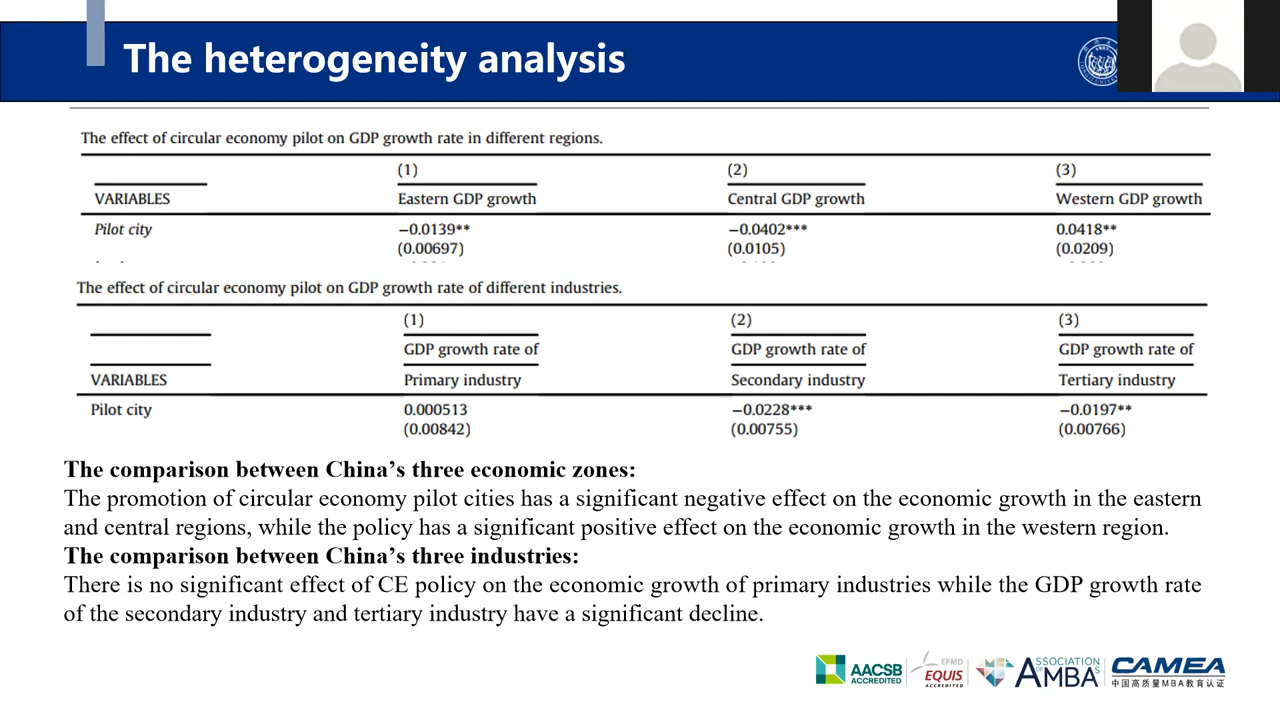 The heterogeneity analysis
The effect of circular economy pilot on GDP growth rate in different regions.
(1) (2) (3)
VARIABLES Eastern GDP growth Central GDP growth Western GDP growth
Pilot city −0.0139** −0.0402*** 0.0418**
(0.00697) (0.0105) (0.0209)
The effect of circular economy pilot on GDP growth rate of different industries.
(1) (2) (3)
GDP growth rate of GDP growth rate of GDP growth rate of
VARIABLES Primary industry Secondary industry Tertiary industry
Pilot city 0.000513 −0.0228*** −0.0197**
(0.00842) (0.00755) (0.00766)
The comparison between China's three economic zones:
The promotion of circular economy pilot cities has a significant negative effect on the economic growth in the eastern
and central regions, while the policy has a significant positive effect on the economic growth in the western region.
The comparison between China's three industries:
There is no significant effect of CE policy on the economic growth of primary industries while the GDP growth rate
of the secondary industry and tertiary industry have a significant decline.
AACSB
ACCREDITED
EFMD
EQUIS
ACCREDITED
ASSOCIATION
OF
AMBAS
CAMEA
中国高质量MBA教育认证